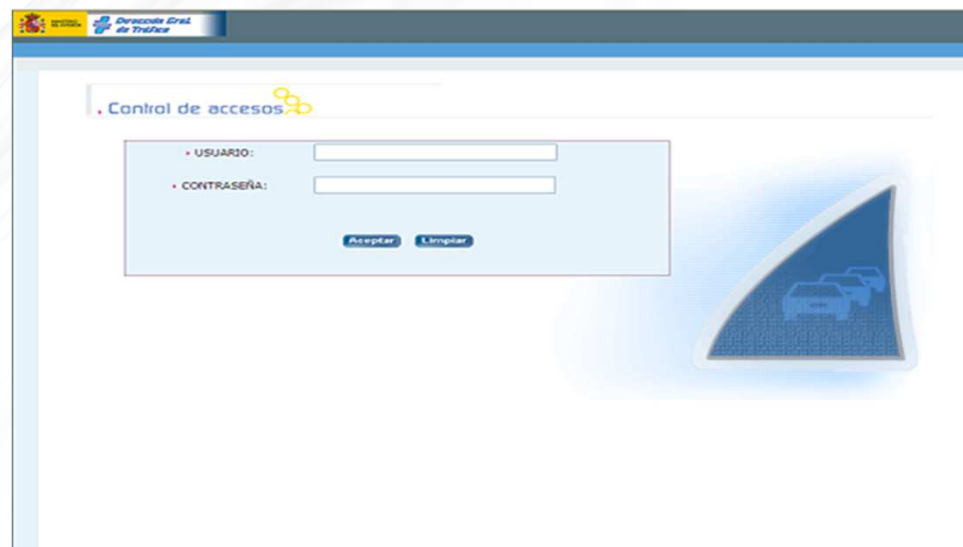 Dirección Gral.
de Tráfico
Control de accesos
USUARIO:
CONTRASEÑA:
Aceptar Limpiar